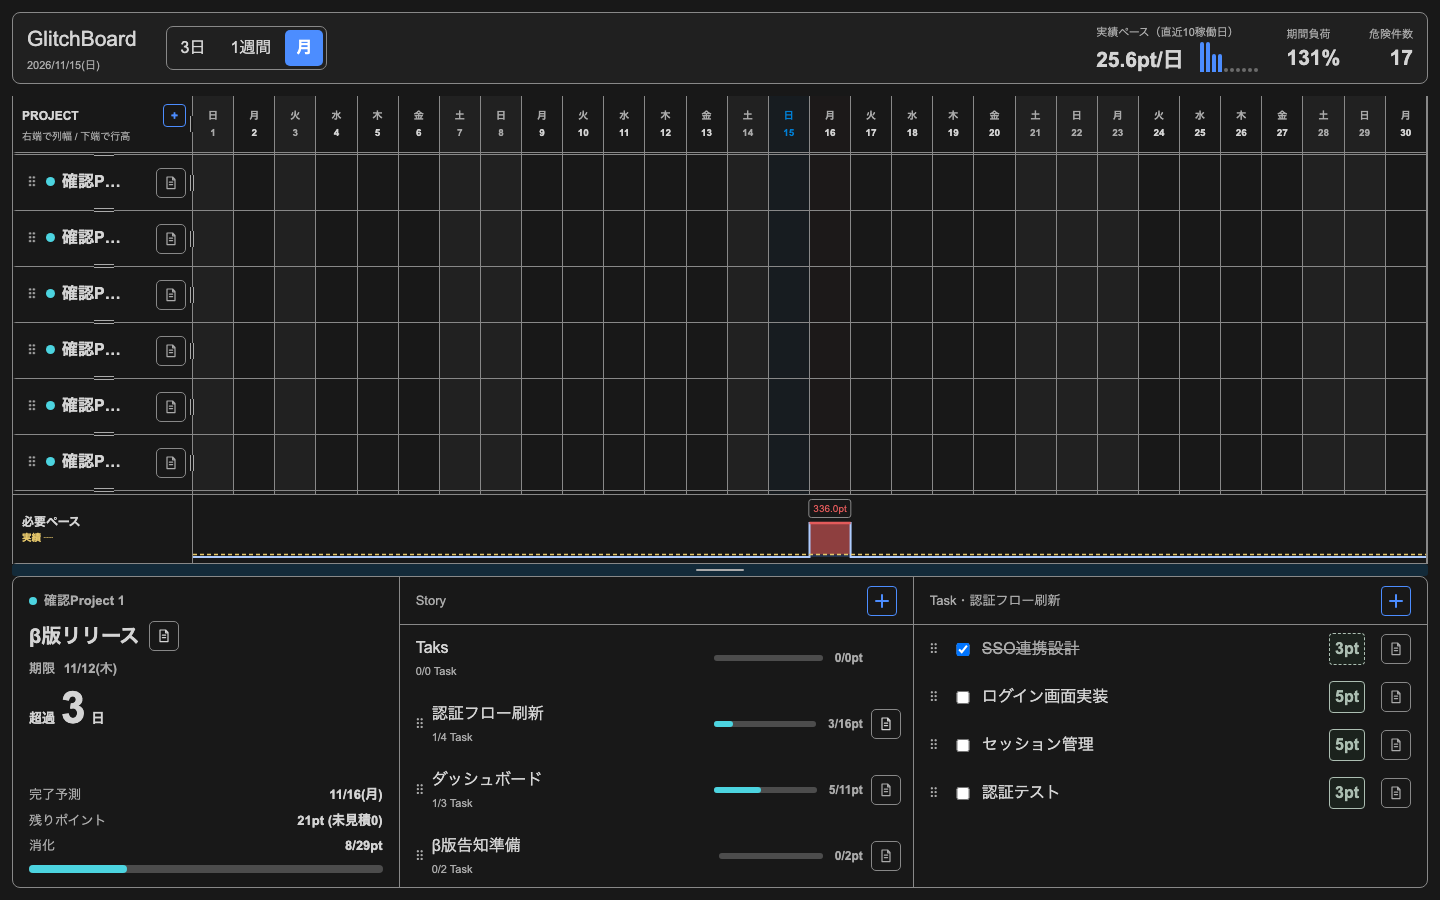 GlitchBoard
2026/11/15(日)
3日 1週間 月
実績ペース（直近10稼働日）
25.6pt/日
期間負荷
131%
危険件数
17
PROJECT
+
右端で列幅 / 下端で行高
日 月 火 水 木 金 土 日 月 火 水 木 金 土 日 月 火 水 木 金 土 日 月 火 水 木 金 土 日 月
1 2 3 4 5 6 7 8 9 10 11 12 13 14 15 16 17 18 19 20 21 22 23 24 25 26 27 28 29 30
確認P...
確認P...
確認P...
確認P...
確認P...
確認P...
必要ペース
実績 ---
336.0pt
確認Project 1
β版リリース
期限 11/12(木)
超過 3 日
完了予測 11/16(月)
残りポイント 21pt (未見積0)
消化 8/29pt
Story
+
Taks
0/0 Task
0/0pt
認証フロー刷新
1/4 Task
3/16pt
ダッシュボード
1/3 Task
5/11pt
β版告知準備
0/2 Task
0/2pt
Task・認証フロー刷新
+
SSO連携設計 3pt
ログイン画面実装 5pt
セッション管理 5pt
認証テスト 3pt